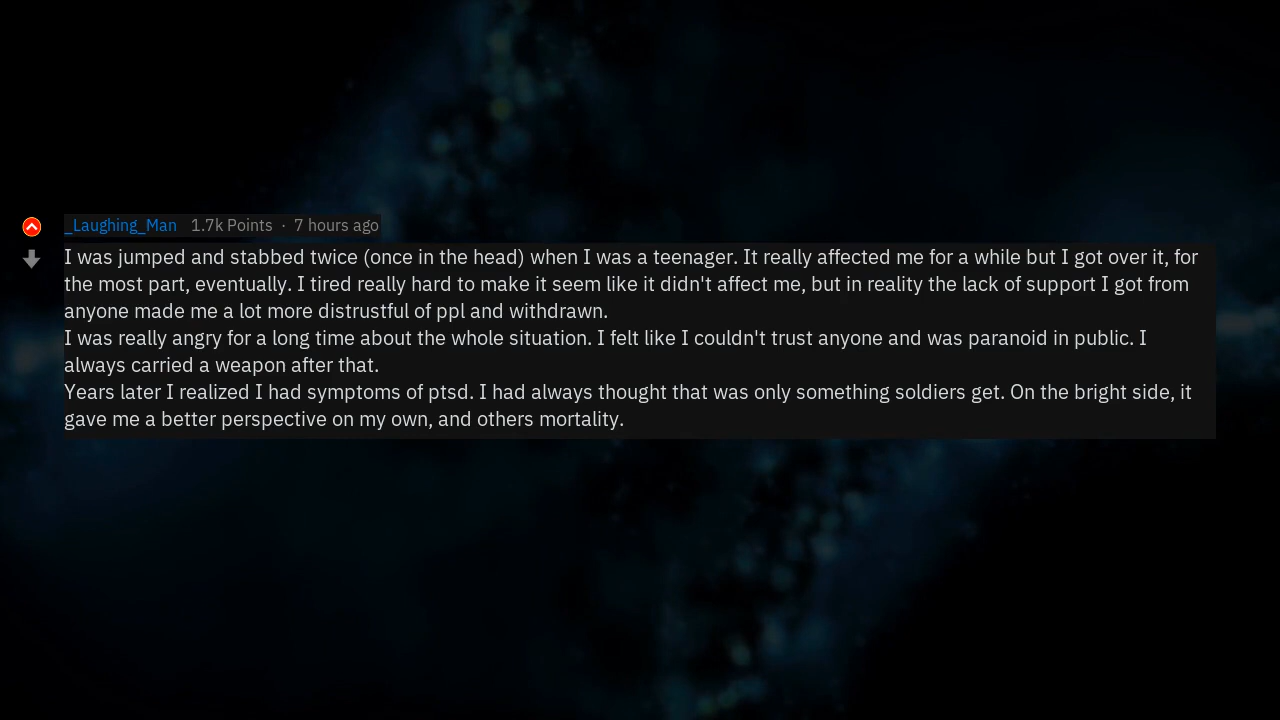 _Laughing_Man 1.7k Points · 7 hours ago
I was jumped and stabbed twice (once in the head) when I was a teenager. It really affected me for a while but I got over it, for
the most part, eventually. I tired really hard to make it seem like it didn't affect me, but in reality the lack of support I got from
anyone made me a lot more distrustful of ppl and withdrawn.
I was really angry for a long time about the whole situation. I felt like I couldn't trust anyone and was paranoid in public. I
always carried a weapon after that.
Years later I realized I had symptoms of ptsd. I had always thought that was only something soldiers get. On the bright side, it
gave me a better perspective on my own, and others mortality.